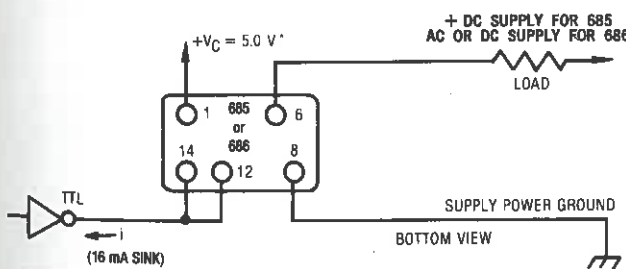 + DC SUPPLY FOR 685
AC OR DC SUPPLY FOR 686
+VC = 5.0 V*
LOAD
1 685 6
or
14 686 8
12
TTL
i
(16 mA SINK)
SUPPLY POWER GROUND
BOTTOM VIEW